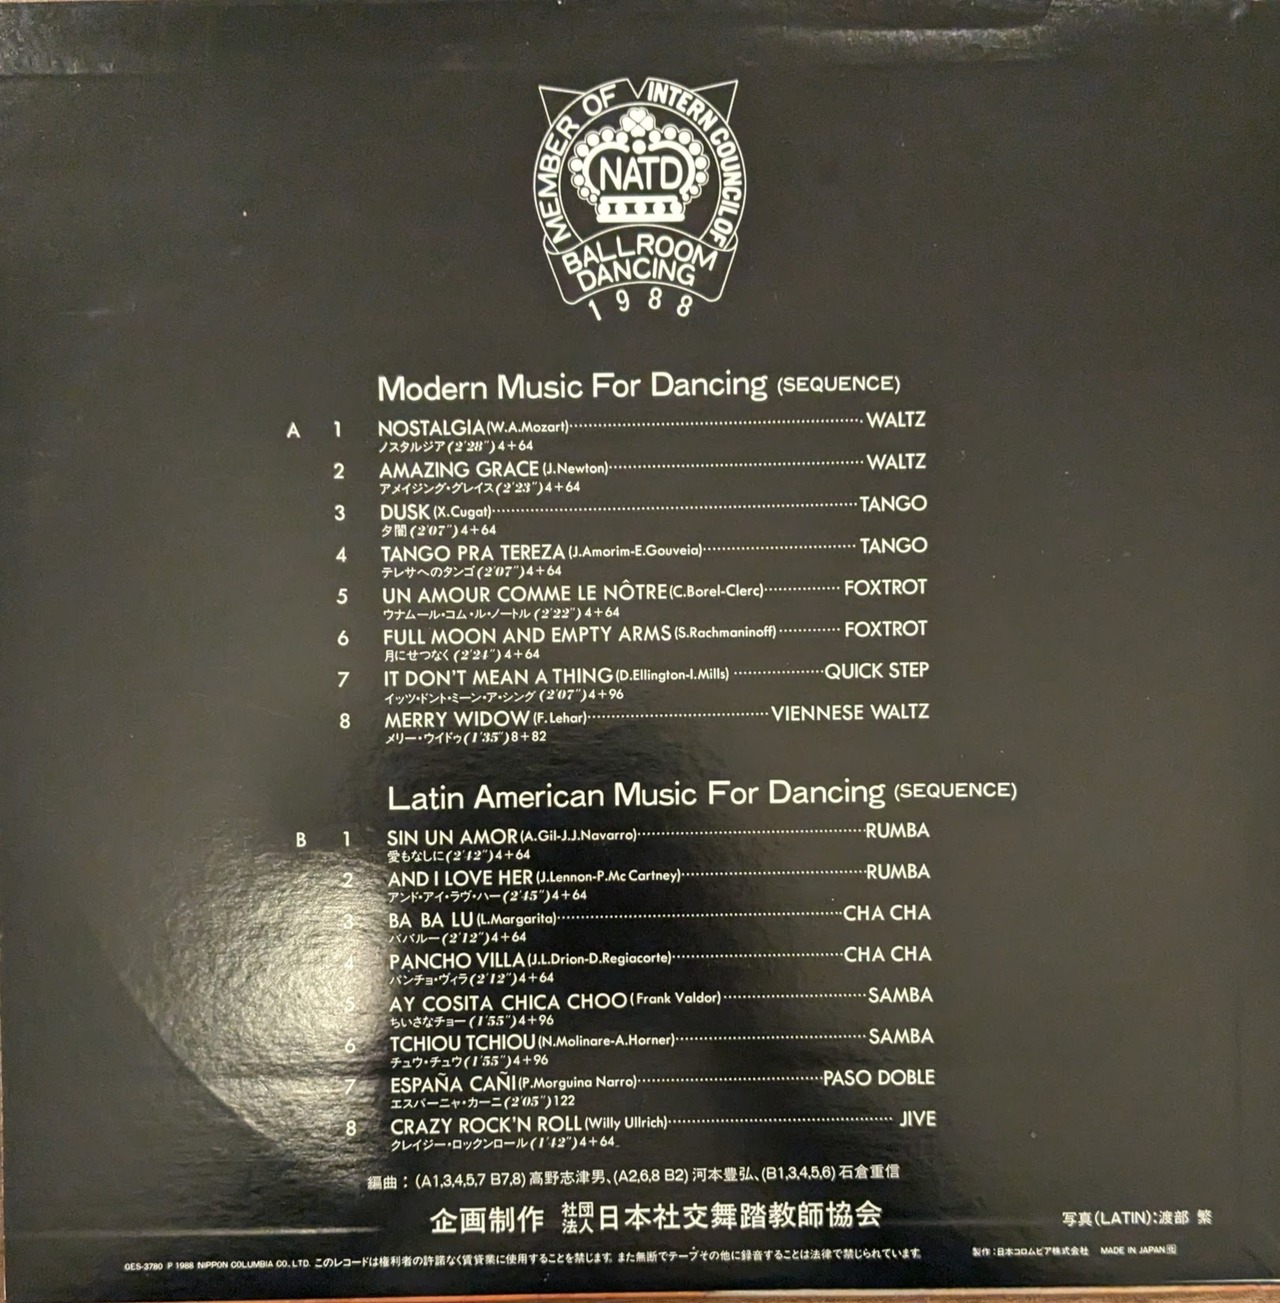 MEMBER OF INTERN COUNCIL OF
NATD
BALLROOM
DANCING
1988
Modern Music For Dancing (SEQUENCE)
A 1 NOSTALGIA (W.A.Mozart) WALTZ
ノスタルジア (2'28") 4+64
2 AMAZING GRACE (J.Newton) WALTZ
アメイジング・グレイス (2'23") 4+64
3 DUSK (X.Cugat) TANGO
夕闇 (2'07") 4+64
4 TANGO PRA TEREZA (J.Amorim-E.Gouveia) TANGO
テレサへのタンゴ (2'07") 4+64
5 UN AMOUR COMME LE NÔTRE (C.Borel-Clerc) FOXTROT
ウナムール・コム・ル・ノートル (2'22") 4+64
6 FULL MOON AND EMPTY ARMS (S.Rachmaninoff) FOXTROT
月にせつなく (2'24") 4+64
7 IT DON'T MEAN A THING (D.Ellington-I.Mills) QUICK STEP
イッツ・ドント・ミーン・ア・シング (2'07") 4+96
8 MERRY WIDOW (F.Lehar) VIENNESE WALTZ
メリー・ウイドゥ (1'35") 8+82
Latin American Music For Dancing (SEQUENCE)
B 1 SIN UN AMOR (A.Gil-J.J.Navarro) RUMBA
愛もなしに (2'42") 4+64
2 AND I LOVE HER (J.Lennon-P.Mc Cartney) RUMBA
アンド・アイ・ラヴ・ハー (2'45") 4+64
3 BA BA LU (L.Margarita) CHA CHA
ババルー (2'12") 4+64
4 PANCHO VILLA (J.L.Drion-D.Regiacorte) CHA CHA
パンチョ・ヴィラ (2'12") 4+64
5 AY COSITA CHICA CHOO (Frank Valdor) SAMBA
ちいさなチョー (1'55") 4+96
6 TCHIOU TCHIOU (N.Molinare-A.Horner) SAMBA
チュウ・チュウ (1'55") 4+96
7 ESPAÑA CAÑI (P.Morguina Narro) PASO DOBLE
エスパーニャ・カーニ (2'05") 122
8 CRAZY ROCK'N ROLL (Willy Ullrich) JIVE
クレイジー・ロックンロール (1'42") 4+64
編曲：(A1,3,4,5,7 B7,8) 高野志津男、(A2,6,8 B2) 河本豊弘、(B1,3,4,5,6) 石倉重信
企画制作 社団法人 日本社交舞踏教師協会
写真(LATIN)：渡部 繁
GES-3780 P 1988 NIPPON COLUMBIA CO. LTD. このレコードは権利者の許諾なく賃貸業に使用することを禁じます。また無断でテープその他に録音することは法律で禁じられています。
製作：日本コロムビア株式会社 MADE IN JAPAN